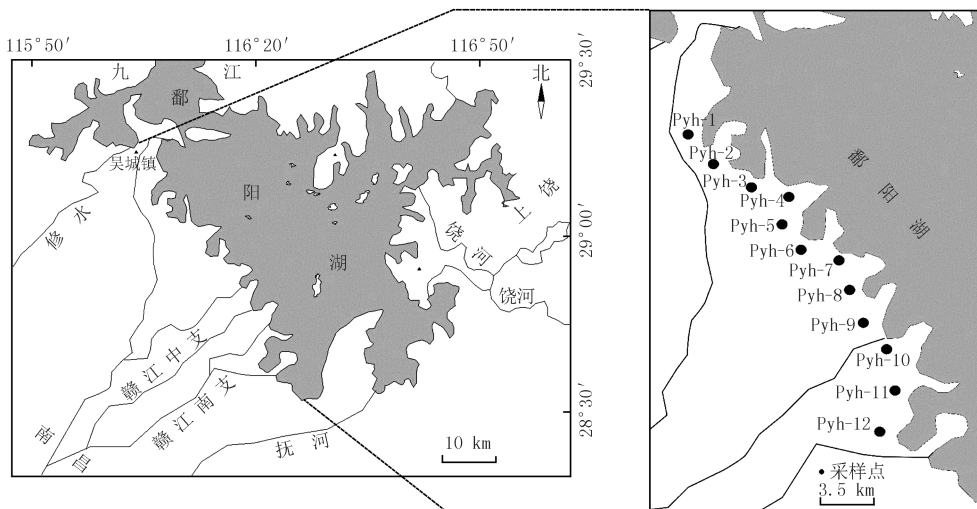 115°50′
116°20′
116°50′
29°30′
29°00′
28°30′
九江
北
鄱
阳
湖
吴城镇
修水
上饶
饶河
饶河
赣江中支
赣江南支
南昌
抚河
10 km
Pyh-1
Pyh-2
Pyh-3
Pyh-4
Pyh-5
Pyh-6
Pyh-7
Pyh-8
Pyh-9
Pyh-10
Pyh-11
Pyh-12
鄱阳湖
采样点
3.5 km